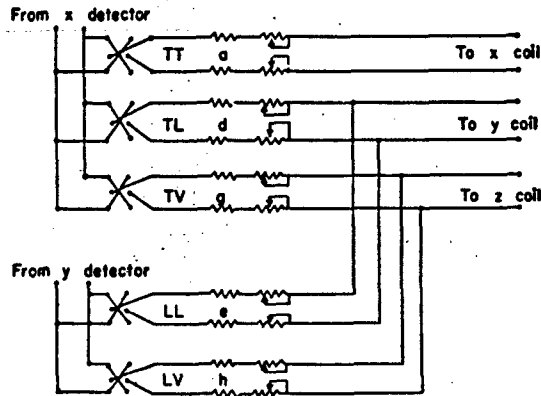 From x detector
TT a To x coil
TL d To y coil
TV g To z coil
From y detector
LL e
LV h